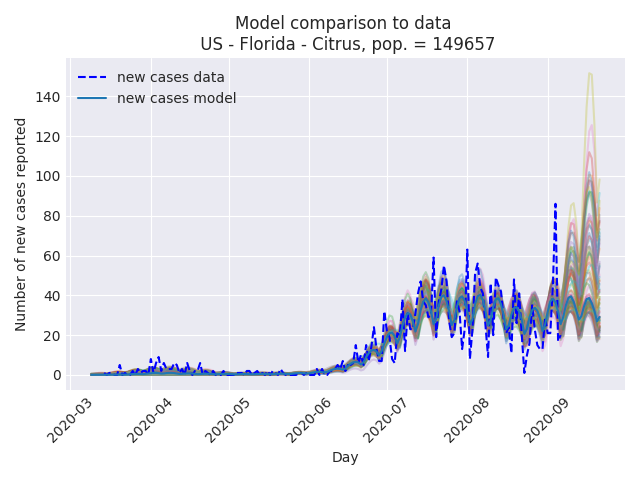 Model comparison to data
US - Florida - Citrus, pop. = 149657
new cases data
new cases model
Number of new cases reported
140
120
100
80
60
40
20
0
2020-03
2020-04
2020-05
2020-06
2020-07
2020-08
2020-09
Day